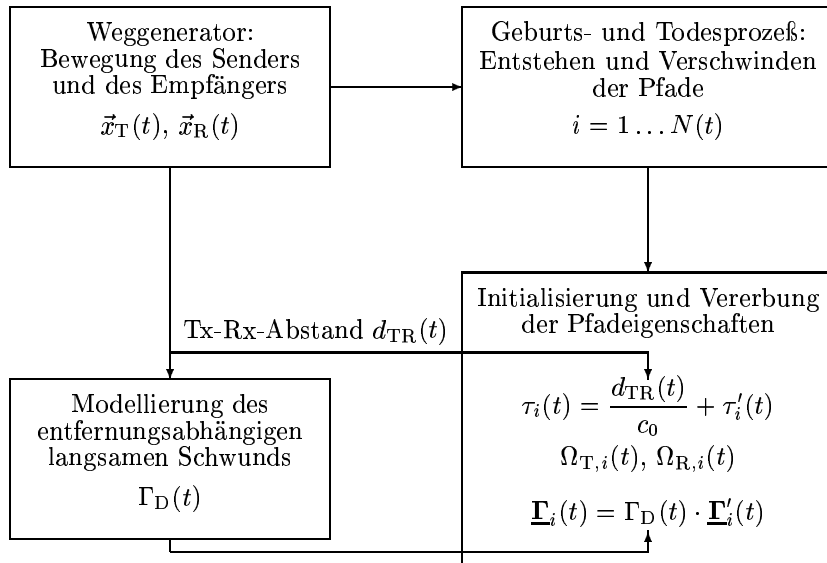 Weggenerator:
Bewegung des Senders
und des Empfängers
x⃗_T(t), x⃗_R(t)
Geburts- und Todesprozeß:
Entstehen und Verschwinden
der Pfade
i = 1 … N(t)
Initialisierung und Vererbung
der Pfadeigenschaften
Tx-Rx-Abstand d_TR(t)
τ_i(t) = d_TR(t)/c_0 + τ′_i(t)
Ω_T,i(t), Ω_R,i(t)
Γ_i(t) = Γ_D(t) · Γ′_i(t)
Modellierung des
entfernungsabhängigen
langsamen Schwunds
Γ_D(t)